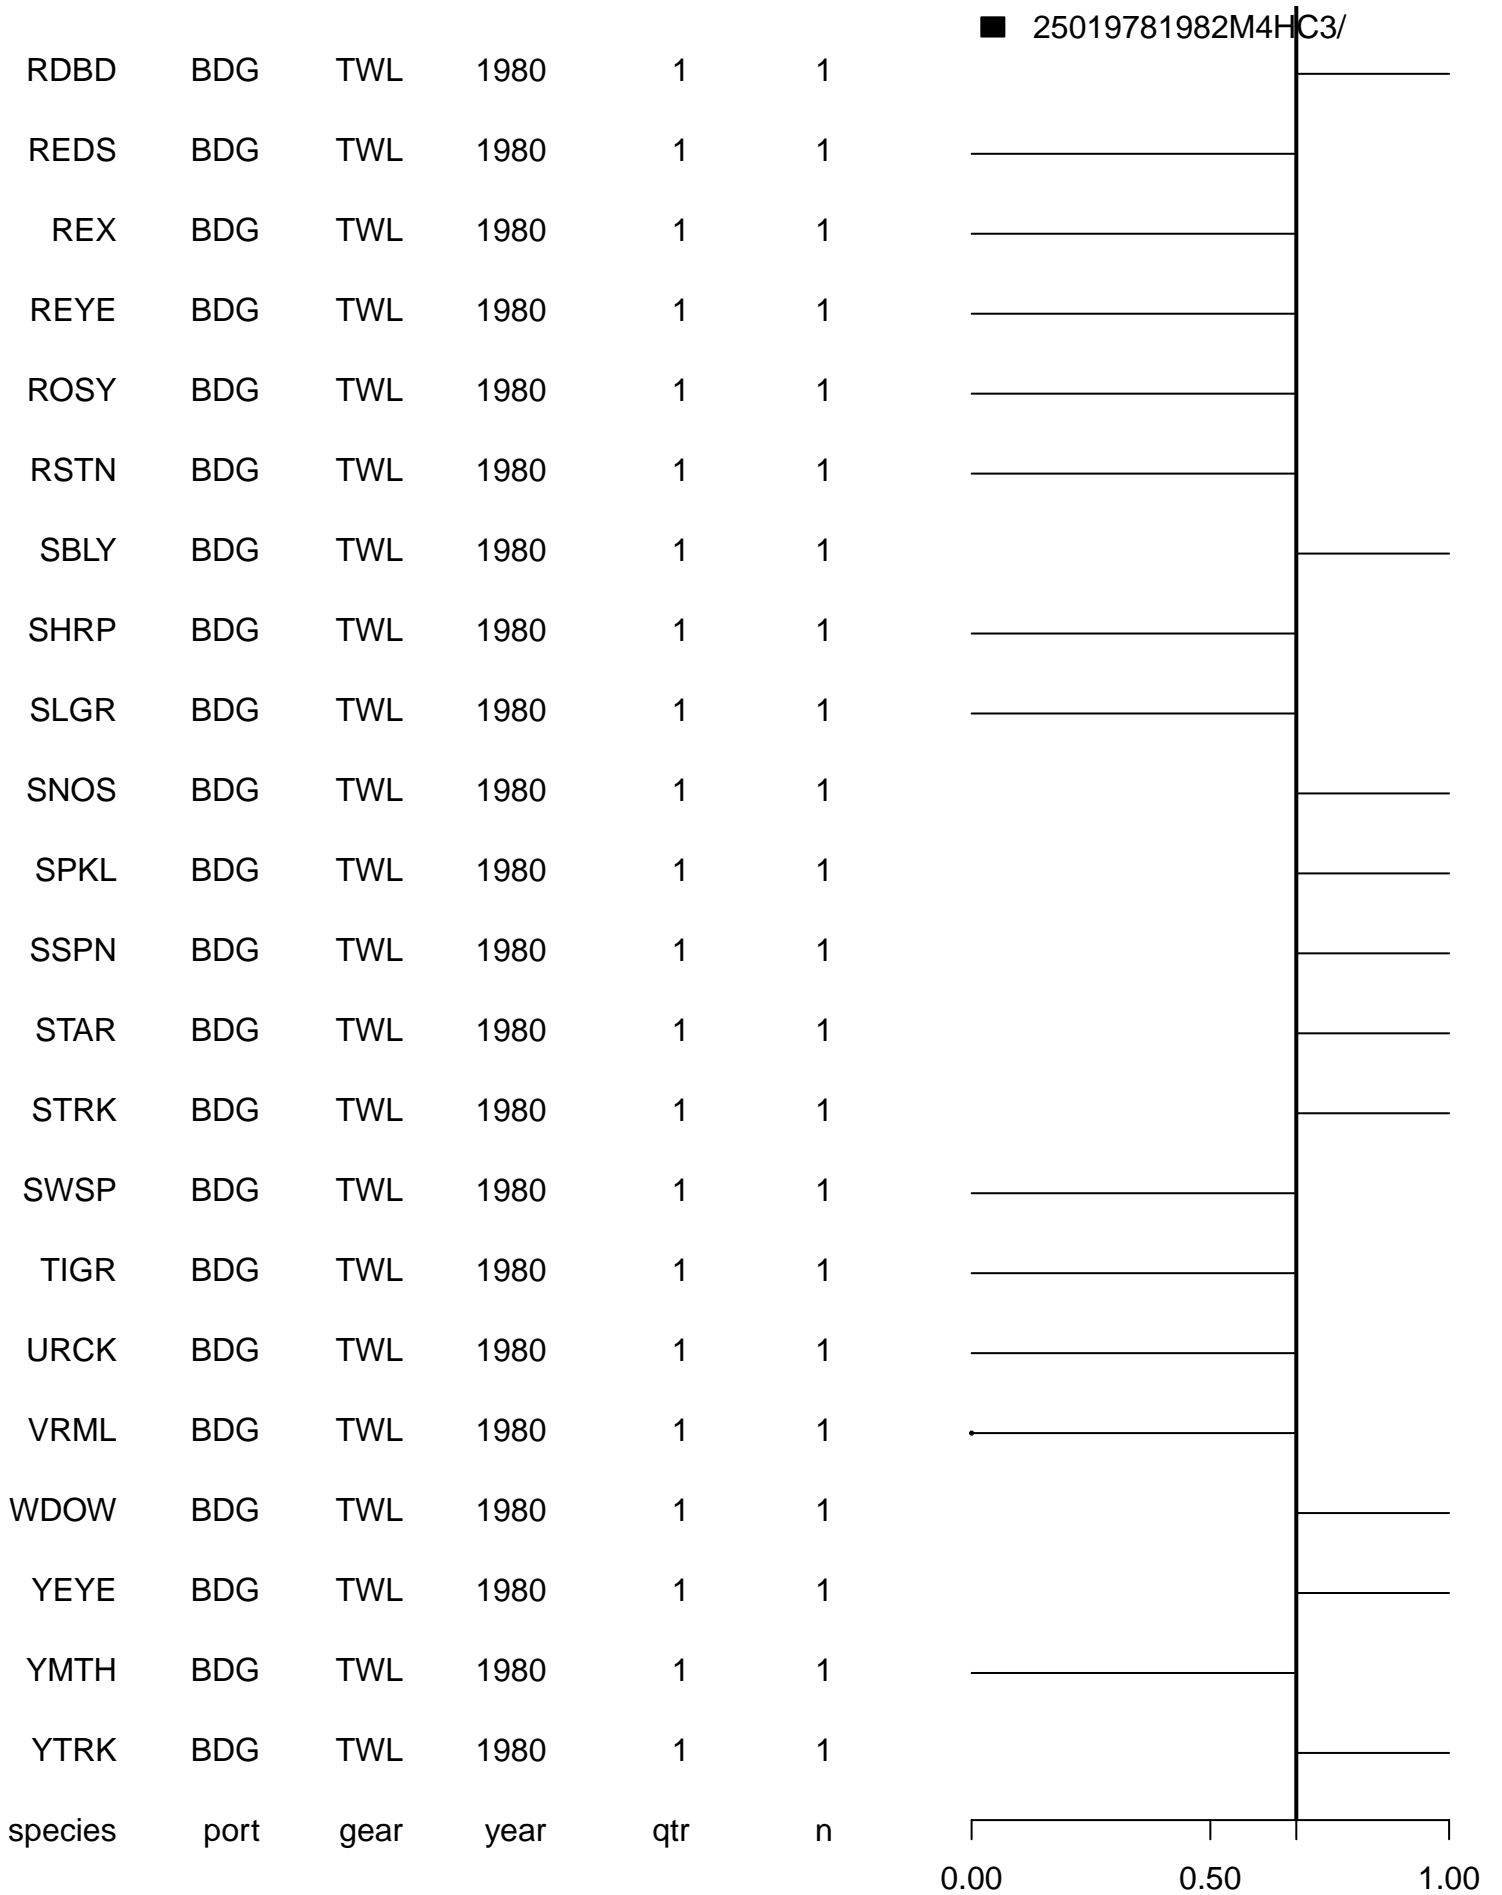 25019781982M4HC3/
RDBD BDG TWL 1980 1 1
REDS BDG TWL 1980 1 1
REX BDG TWL 1980 1 1
REYE BDG TWL 1980 1 1
ROSY BDG TWL 1980 1 1
RSTN BDG TWL 1980 1 1
SBLY BDG TWL 1980 1 1
SHRP BDG TWL 1980 1 1
SLGR BDG TWL 1980 1 1
SNOS BDG TWL 1980 1 1
SPKL BDG TWL 1980 1 1
SSPN BDG TWL 1980 1 1
STAR BDG TWL 1980 1 1
STRK BDG TWL 1980 1 1
SWSP BDG TWL 1980 1 1
TIGR BDG TWL 1980 1 1
URCK BDG TWL 1980 1 1
VRML BDG TWL 1980 1 1
WDOW BDG TWL 1980 1 1
YEYE BDG TWL 1980 1 1
YMTH BDG TWL 1980 1 1
YTRK BDG TWL 1980 1 1
species port gear year qtr n
0.00 0.50 1.00